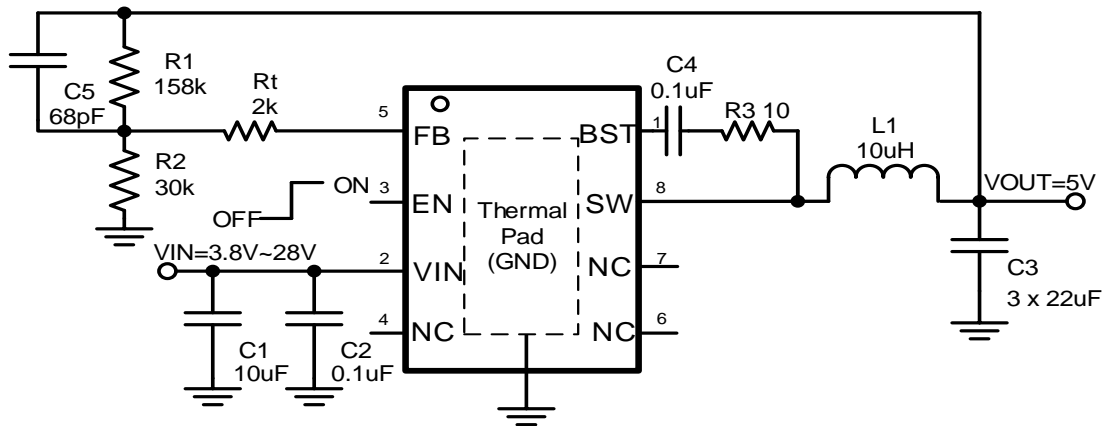 R1
158k
C5
68pF
Rt
2k
R2
30k
5
FB
BST
1
C4
0.1uF
R3 10
L1
10uH
VOUT=5V
ON
OFF
3
EN
Thermal
Pad
(GND)
SW
8
VIN=3.8V~28V
2
VIN
NC
7
C3
3 x 22uF
4
NC
NC
6
C1
10uF
C2
0.1uF